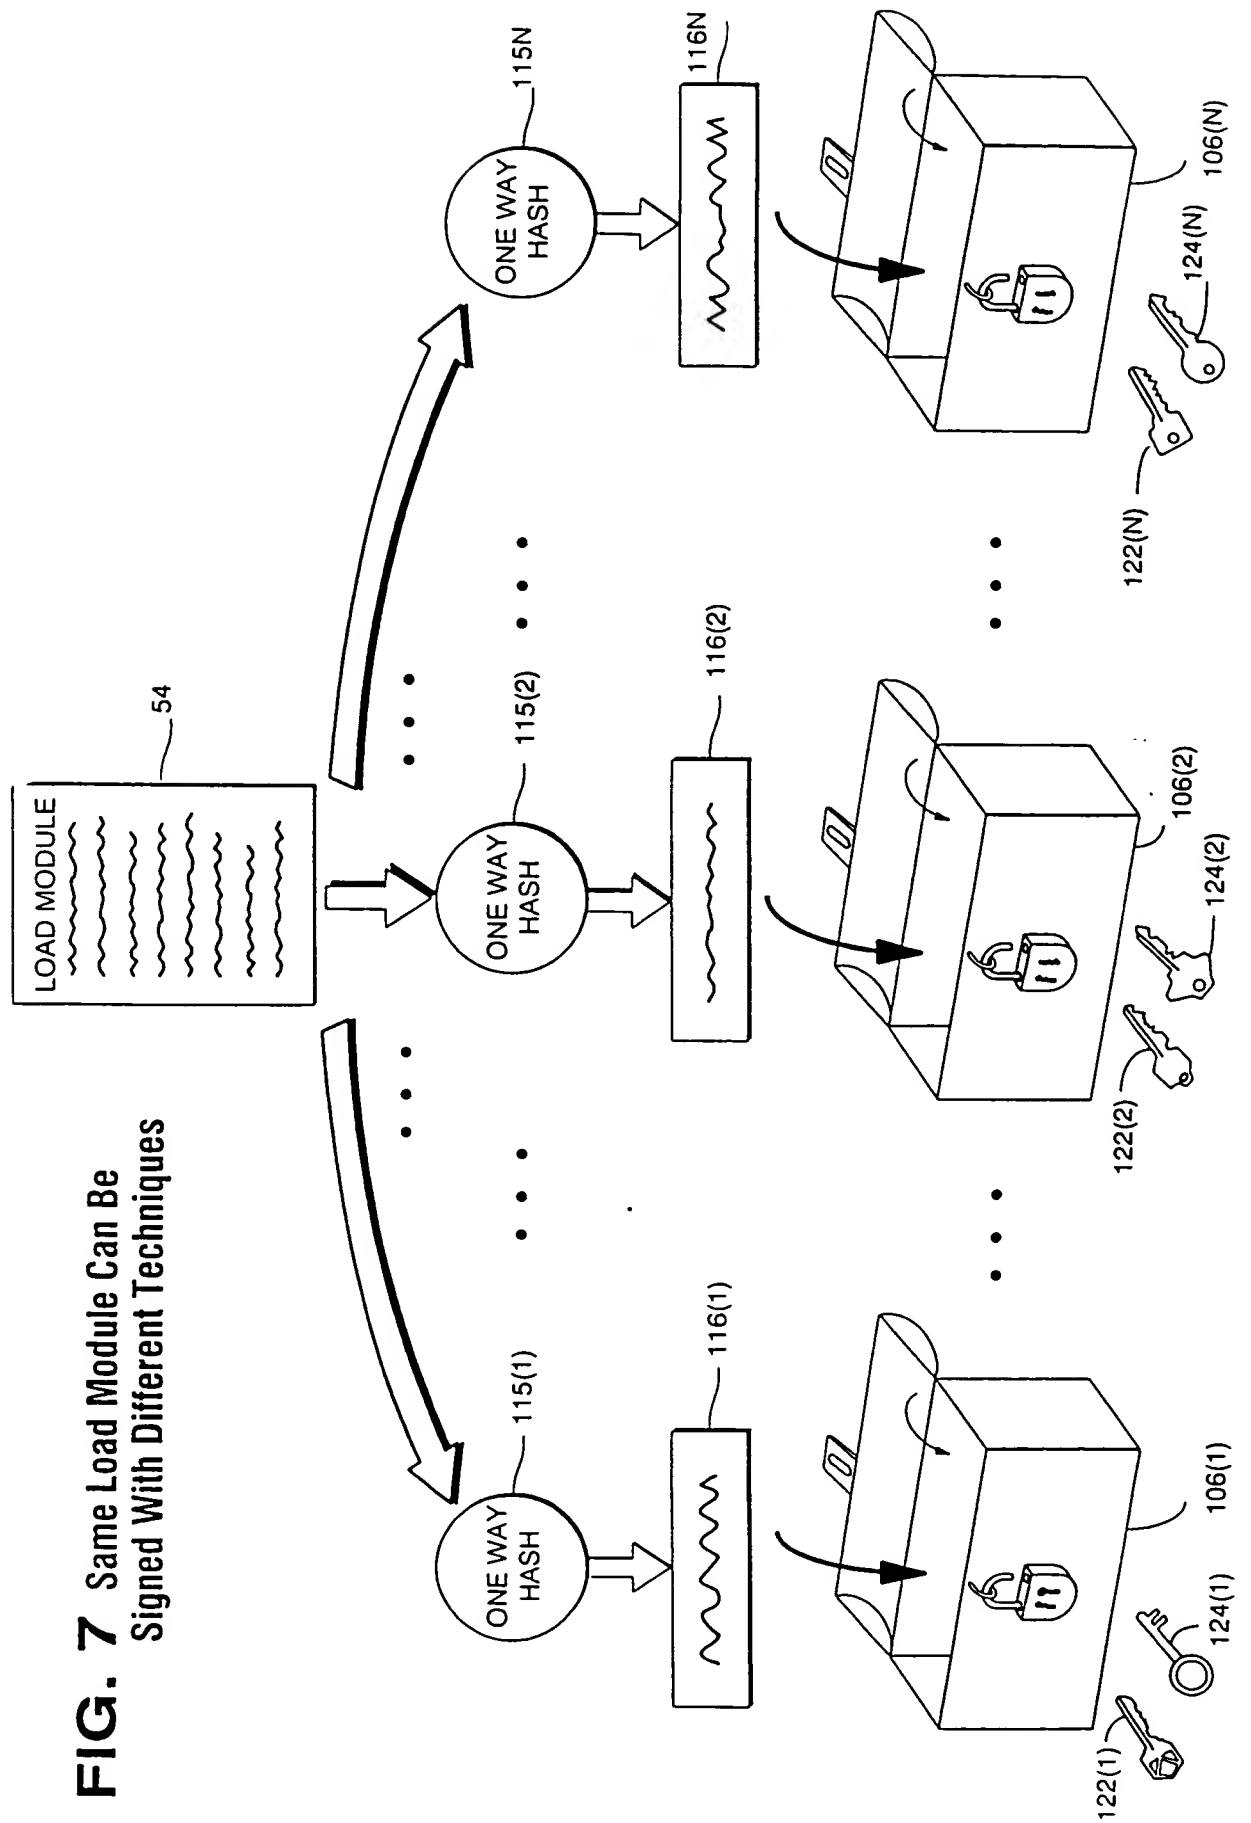 FIG. 7 Same Load Module Can Be
Signed With Different Techniques
LOAD MODULE
54
ONE WAY
HASH
115(1)
ONE WAY
HASH
115(2)
ONE WAY
HASH
115N
116(1)
116(2)
116N
106(1)
122(1)
124(1)
106(2)
122(2)
124(2)
106(N)
122(N)
124(N)